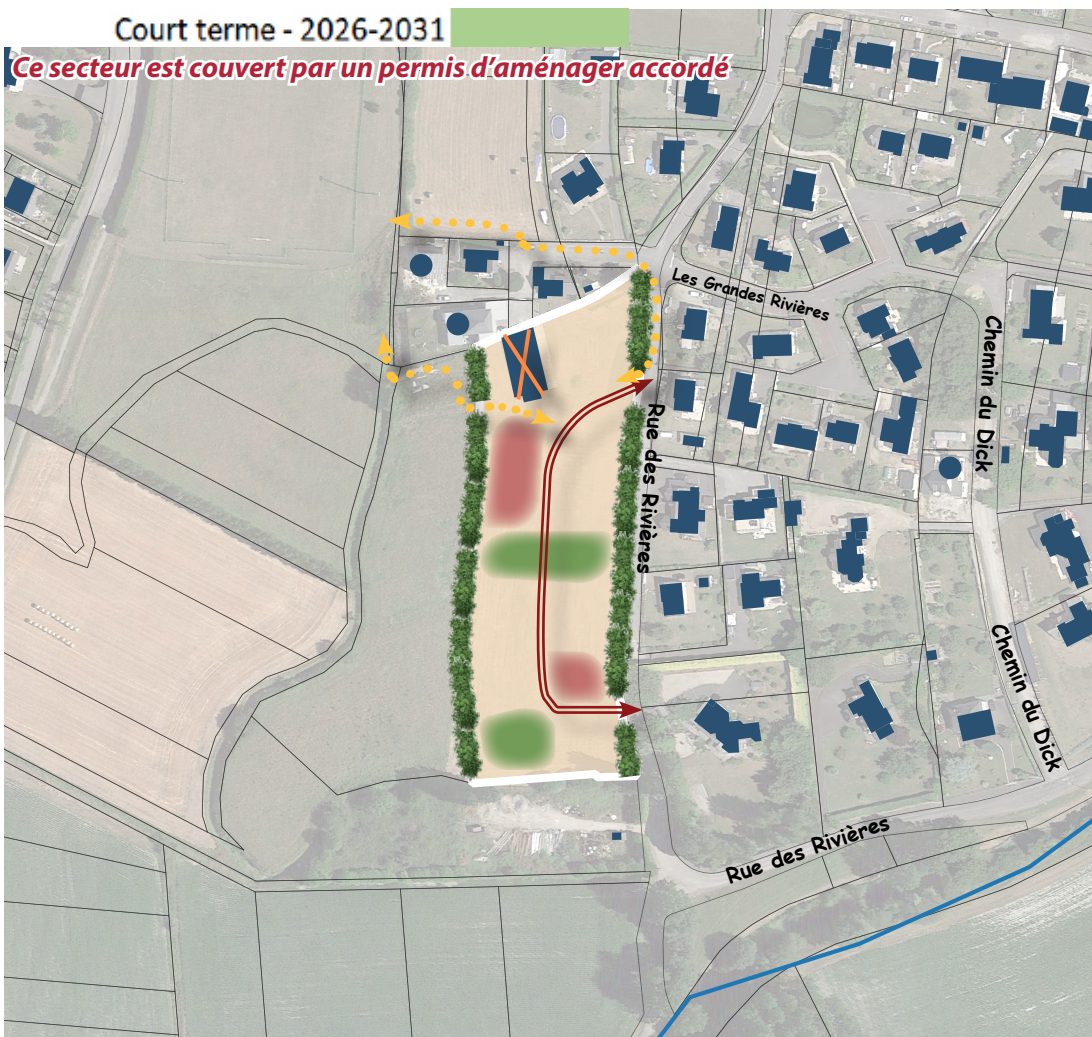 Court terme - 2026-2031
Ce secteur est couvert par un permis d'aménager accordé
Les Grandes Rivières
Chemin du Dick
Rue des Rivières
Chemin du Dick
Rue des Rivières